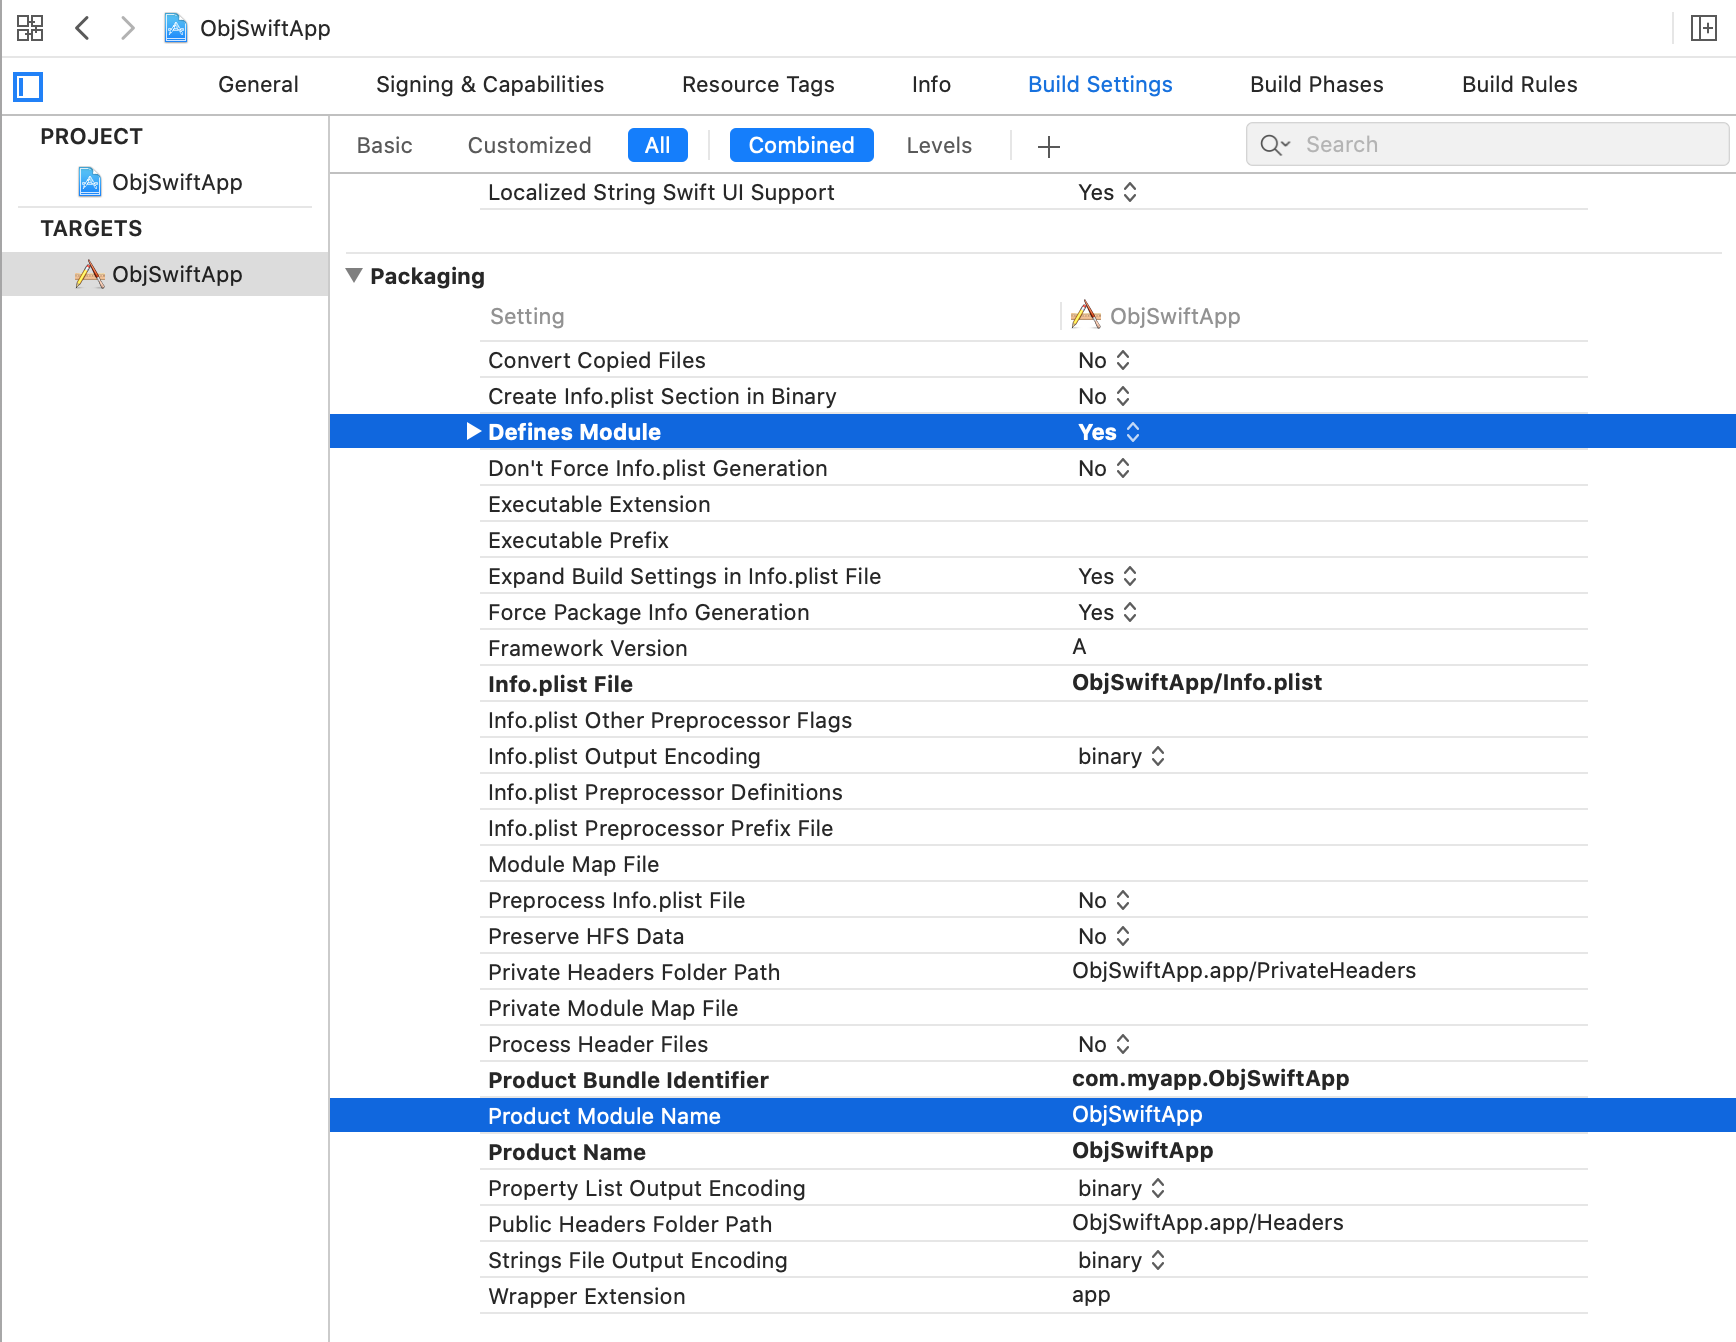 ObjSwiftApp
General Signing & Capabilities Resource Tags Info Build Settings Build Phases Build Rules
PROJECT
ObjSwiftApp
TARGETS
ObjSwiftApp
Basic Customized All Combined Levels + Search
Localized String Swift UI Support Yes
Packaging
Setting ObjSwiftApp
Convert Copied Files No
Create Info.plist Section in Binary No
Defines Module Yes
Don't Force Info.plist Generation No
Executable Extension
Executable Prefix
Expand Build Settings in Info.plist File Yes
Force Package Info Generation Yes
Framework Version A
Info.plist File ObjSwiftApp/Info.plist
Info.plist Other Preprocessor Flags
Info.plist Output Encoding binary
Info.plist Preprocessor Definitions
Info.plist Preprocessor Prefix File
Module Map File
Preprocess Info.plist File No
Preserve HFS Data No
Private Headers Folder Path ObjSwiftApp.app/PrivateHeaders
Private Module Map File
Process Header Files No
Product Bundle Identifier com.myapp.ObjSwiftApp
Product Module Name ObjSwiftApp
Product Name ObjSwiftApp
Property List Output Encoding binary
Public Headers Folder Path ObjSwiftApp.app/Headers
Strings File Output Encoding binary
Wrapper Extension app